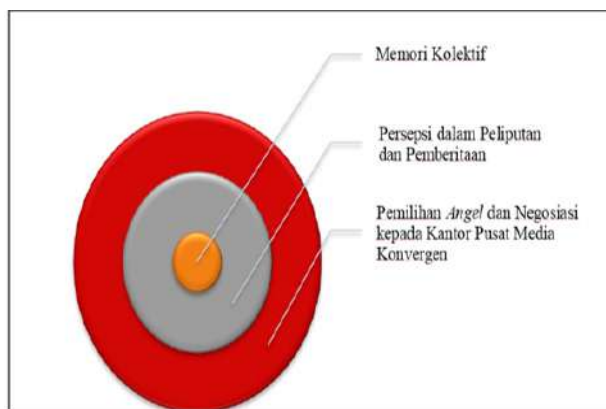 Memori Kolektif
Persepsi dalam Peliputan
dan Pemberitaan
Pemilihan Angel dan Negosiasi
kepada Kantor Pusat Media
Konvergen